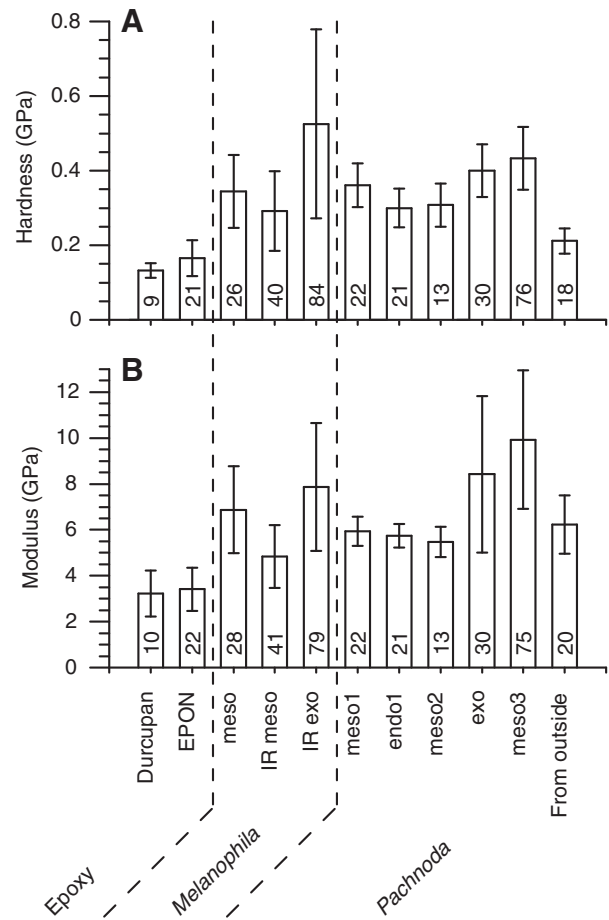 A
Hardness (GPa)
0.8
0.6
0.4
0.2
0
9
21
26
40
84
22
21
13
30
76
18
B
Modulus (GPa)
12
10
8
6
4
2
0
10
22
28
41
79
22
21
13
30
75
20
Durcupan
EPON
meso
IR meso
IR exo
meso1
endo1
meso2
exo
meso3
From outside
Epoxy
Melanophila
Pachnoda